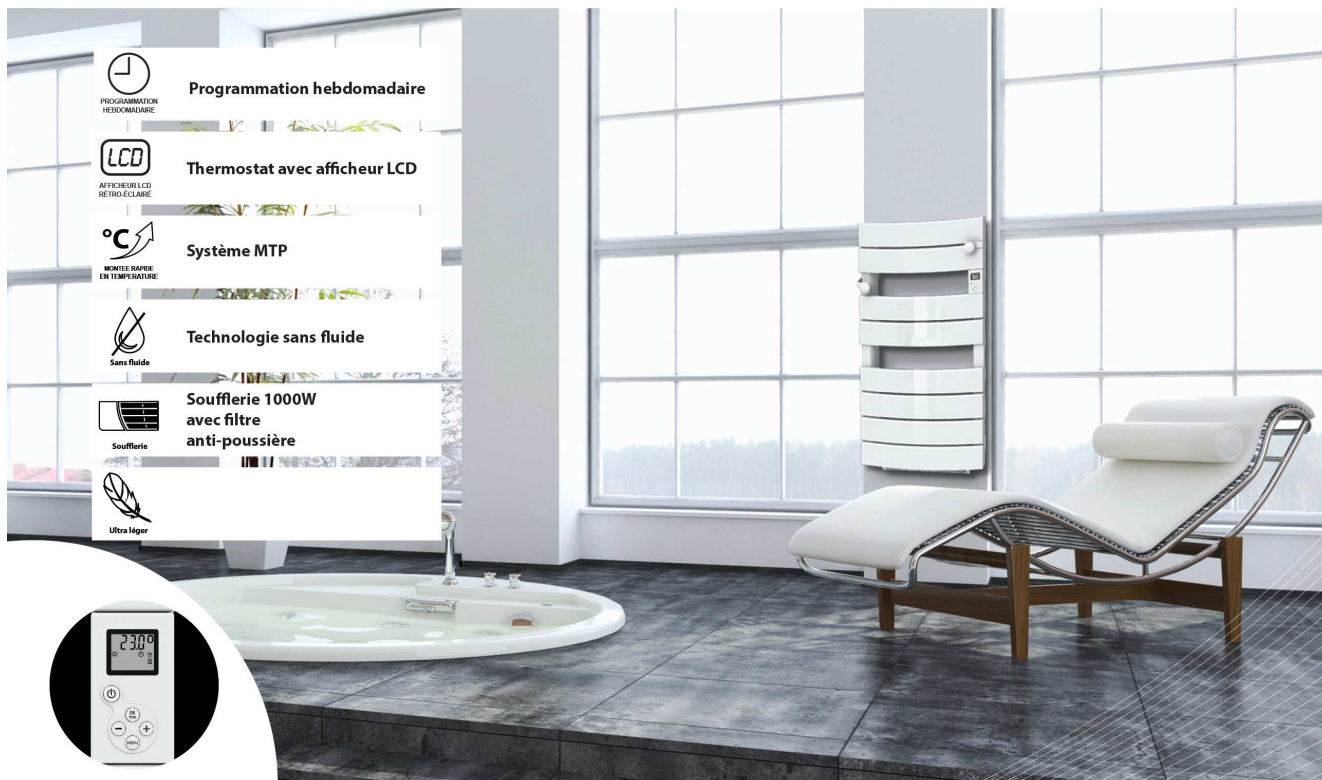 PROGRAMMATION
HEBDOMADAIRE
Programmation hebdomadaire
LCD
AFFICHEUR LCD
RÉTRO-ÉCLAIRÉ
Thermostat avec afficheur LCD
°C
MONTEE RAPIDE
EN TEMPERATURE
Système MTP
Sans fluide
Technologie sans fluide
Soufflerie
Soufflerie 1000W
avec filtre
anti-poussière
Ultra léger
23.0°
OK
MENU